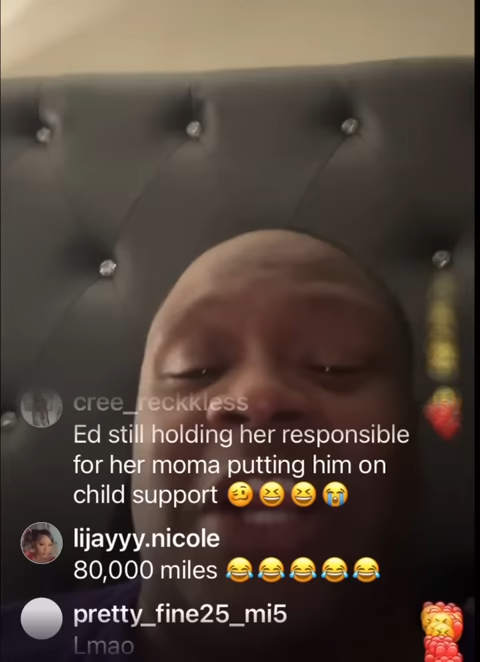 cree_reckkless
Ed still holding her responsible
for her moma putting him on
child support 🥴😆😆😭
lijayyy.nicole
80,000 miles 😂😂😂😂😂
pretty_fine25_mi5
Lmao